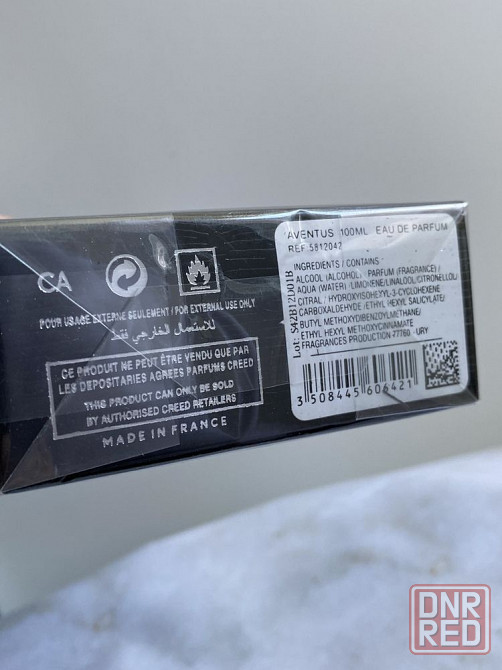 CA
POUR USAGE EXTERNE SEULEMENT / FOR EXTERNAL USE ONLY
للاستعمال الخارجي فقط
CE PRODUIT NE PEUT ÊTRE VENDU QUE PAR
LES DEPOSITAIRES AGREES PARFUMS CREED
THIS PRODUCT CAN ONLY BE SOLD
BY AUTHORISED CREED RETAILERS
MADE IN FRANCE
Lot: S42B12D01B
AVENTUS 100ML EAU DE PARFUM
REF 5812042
INGREDIENTS / CONTAINS :
ALCOOL (ALCOHOL) / PARFUM (FRAGRANCE) /
AQUA (WATER) / LIMONENE/LINALOOL/CITRONELLOL
CITRAL / HYDROXYISOHEXYL-3-CYCLOHEXENE
CARBOXALDEHYDE /ETHYL HEXYL SALICYLATE/
BUTYL METHOXYDIBENZOYLMETHANE/
ETHYL HEXYL METHOXYCINNAMATE
FRAGRANCES PRODUCTION 77760 URY
3 508445 606421
DNR
RED